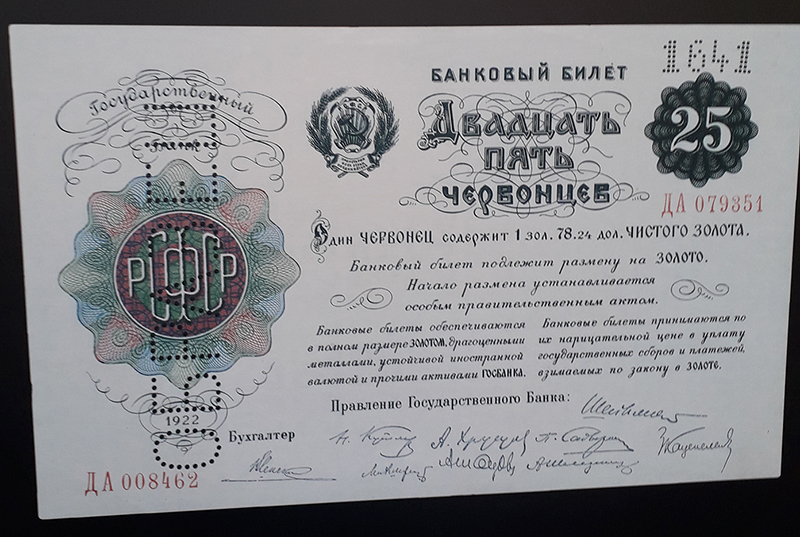 Государственный
РСФСР
1922
Бухгалтер
ДА 008462
1641
БАНКОВЫЙ БИЛЕТ
ДВАДЦАТЬ
ПЯТЬ
ЧЕРВОНЦЕВ
25
ДА 079351
Один ЧЕРВОНЕЦ содержит 1 зол. 78.24 дол. ЧИСТОГО ЗОЛОТА.
Банковый билет подлежит размену на ЗОЛОТО.
Начало размена устанавливается
особым правительственным актом.
Банковые билеты обеспечиваются
в полном размере ЗОЛОТОМ, драгоценными
металлами, устойчивой иностранной
валютой и прочими активами ГОСБАНКА.
Банковые билеты принимаются по
их нарицательной цене в уплату
государственных сборов и платежей,
взимаемых по закону в ЗОЛОТЕ.
Правление Государственного Банка: